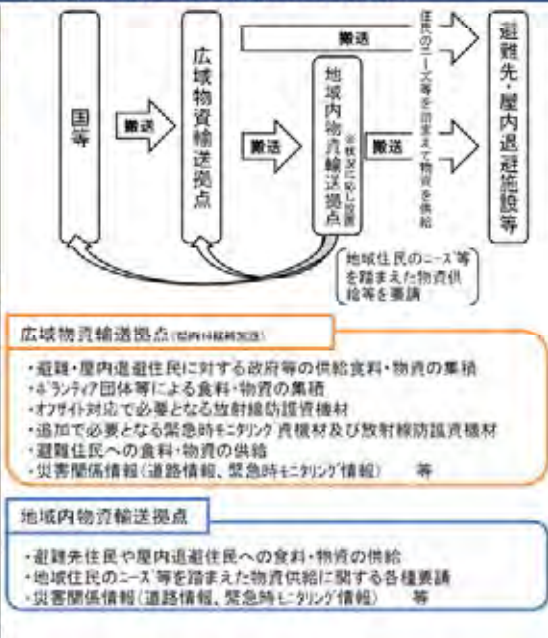 国等
搬送
広域物資輸送拠点
搬送
搬送
地域内物資輸送拠点
※状況に応じ設置
搬送
住民のニーズ等を踏まえて物資を供給
避難先・屋内退避施設等
地域住民のニーズ等
を踏まえた物資供
給等を要請
広域物資輸送拠点
・避難・屋内退避住民に対する政府等の供給食料・物資の集積
・ボランティア団体等による食料・物資の集積
・オフサイト対応で必要となる放射線防護資機材
・追加で必要となる緊急時モニタリング資機材及び放射線防護資機材
・避難住民への食料・物資の供給
・災害関係情報(道路情報、緊急時モニタリング情報) 等
地域内物資輸送拠点
・避難先住民や屋内退避住民への食料・物資の供給
・地域住民のニーズ等を踏まえた物資供給に関する各種要請
・災害関係情報(道路情報、緊急時モニタリング情報) 等